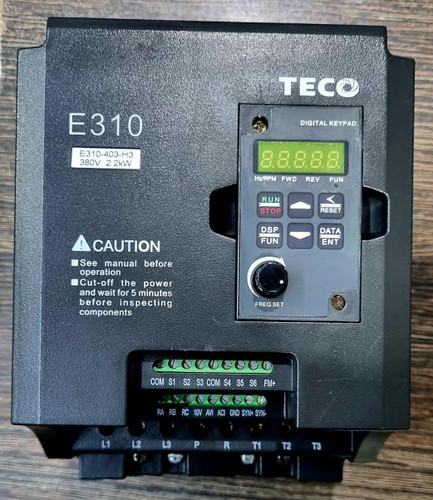 TECO
E310
DIGITAL KEYPAD
E310-403-H3
380V 2.2kW
Hz/RPM FWD REV FUN
RUN
STOP
RESET
DSP
FUN
DATA
ENT
FREQ.SET
CAUTION
See manual before
operation
Cut-off the power
and wait for 5 minutes
before inspecting
components
COM S1 S2 S3 COM S4 S5 S6 FM+
RA RB RC 10V AVI ACI GND SYN+ SYN-
L1 L2 L3 P R T1 T2 T3